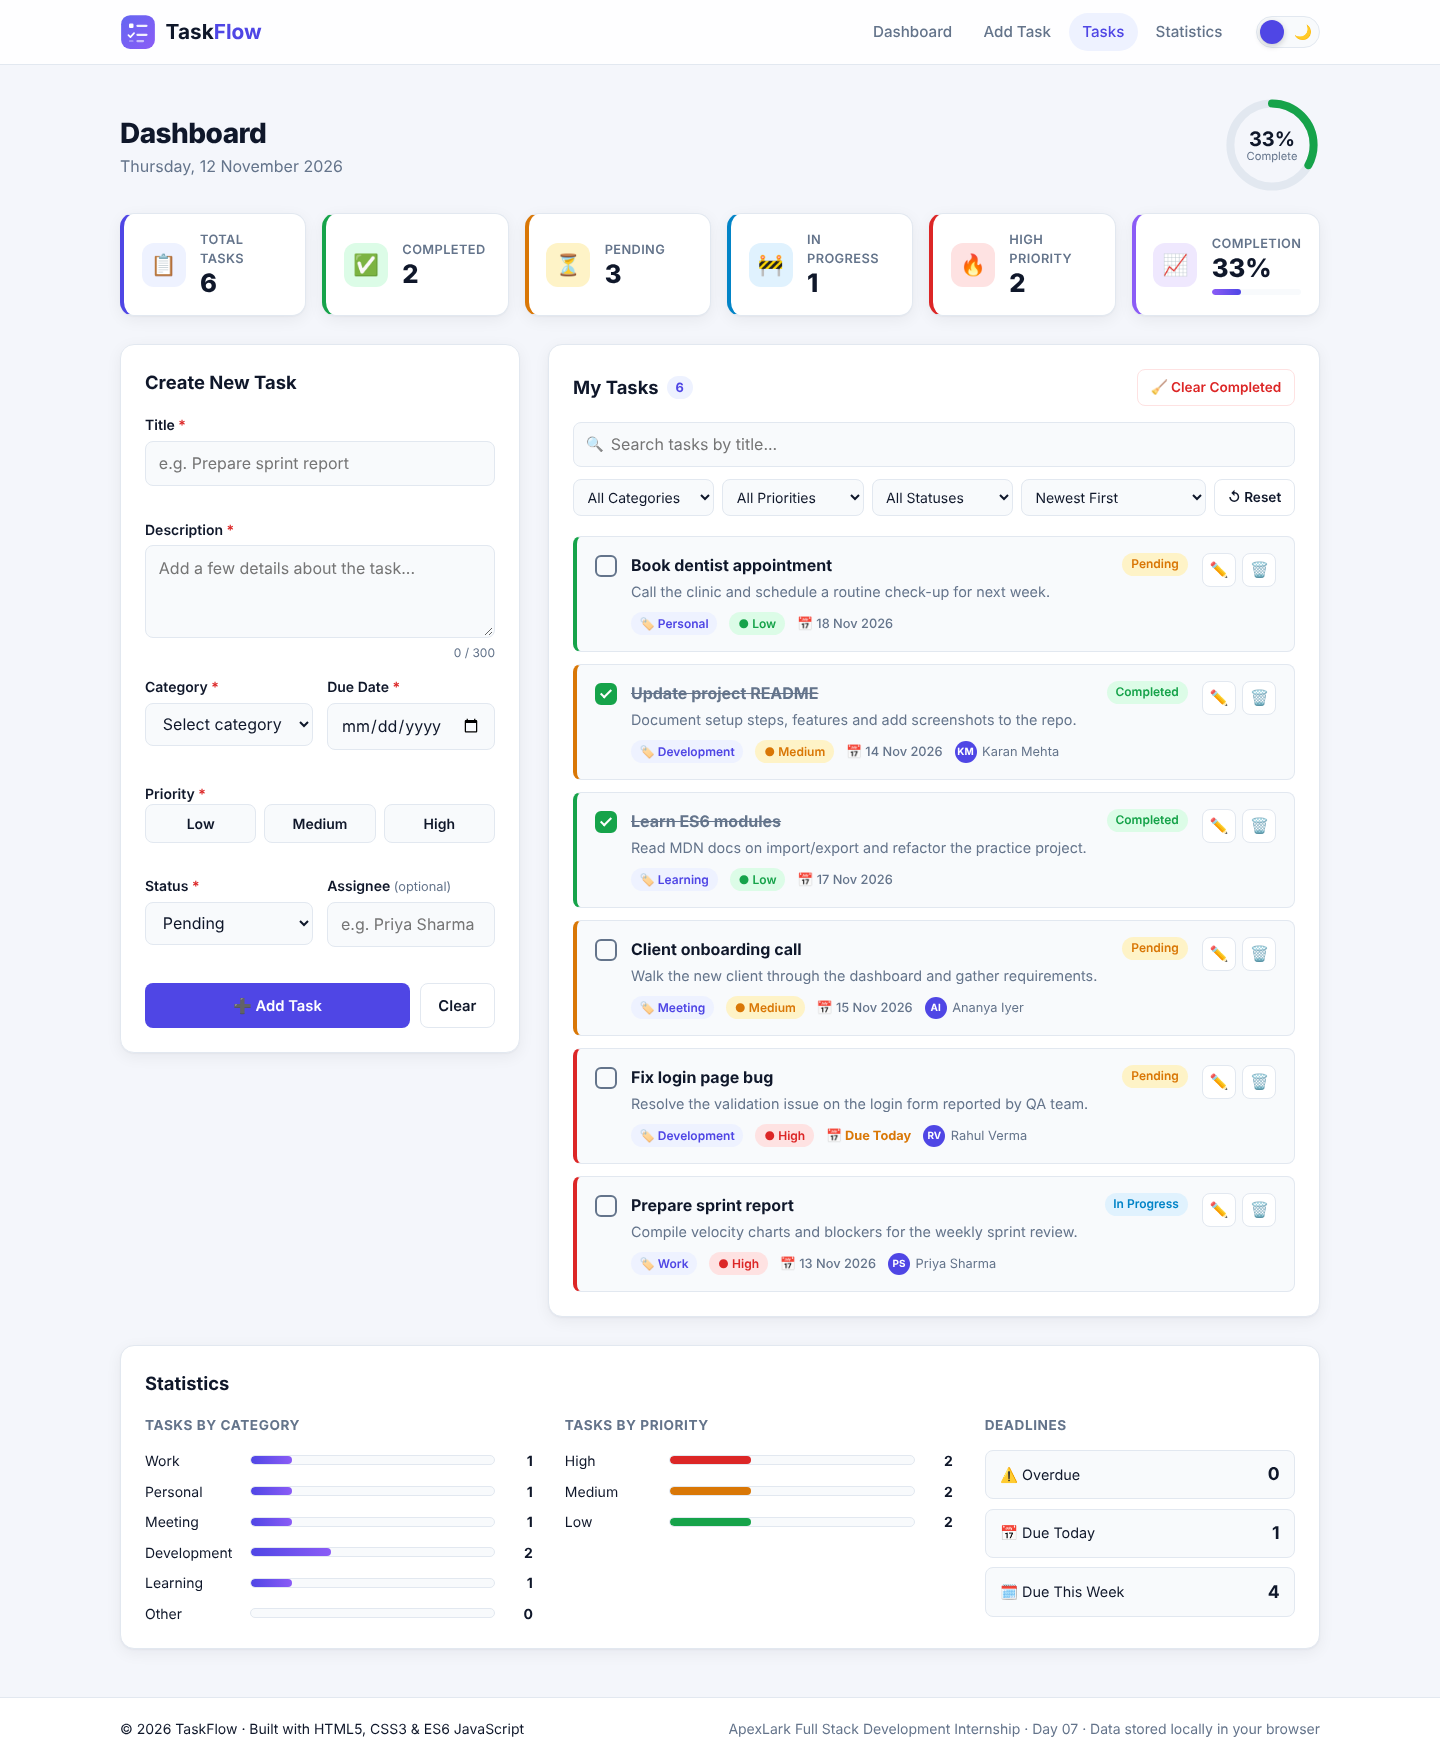 TaskFlow
Dashboard
Add Task
Tasks
Statistics
Dashboard
Thursday, 12 November 2026
33%
Complete
TOTAL TASKS
6
COMPLETED
2
PENDING
3
IN PROGRESS
1
HIGH PRIORITY
2
COMPLETION
33%
Create New Task
Title *
e.g. Prepare sprint report
Description *
Add a few details about the task...
0 / 300
Category *
Due Date *
Select category
mm/dd/yyyy
Priority *
Low
Medium
High
Status *
Assignee (optional)
Pending
e.g. Priya Sharma
➕ Add Task
Clear
My Tasks 6
🧹 Clear Completed
🔍 Search tasks by title...
All Categories
All Priorities
All Statuses
Newest First
↺ Reset
Book dentist appointment
Pending
Call the clinic and schedule a routine check-up for next week.
Personal
Low
18 Nov 2026
Update project README
Completed
Document setup steps, features and add screenshots to the repo.
Development
Medium
14 Nov 2026
KM Karan Mehta
Learn ES6 modules
Completed
Read MDN docs on import/export and refactor the practice project.
Learning
Low
17 Nov 2026
Client onboarding call
Pending
Walk the new client through the dashboard and gather requirements.
Meeting
Medium
15 Nov 2026
AI Ananya Iyer
Fix login page bug
Pending
Resolve the validation issue on the login form reported by QA team.
Development
High
Due Today
RV Rahul Verma
Prepare sprint report
In Progress
Compile velocity charts and blockers for the weekly sprint review.
Work
High
13 Nov 2026
PS Priya Sharma
Statistics
TASKS BY CATEGORY
Work 1
Personal 1
Meeting 1
Development 2
Learning 1
Other 0
TASKS BY PRIORITY
High 2
Medium 2
Low 2
DEADLINES
Overdue 0
Due Today 1
Due This Week 4
© 2026 TaskFlow · Built with HTML5, CSS3 & ES6 JavaScript
ApexLark Full Stack Development Internship · Day 07 · Data stored locally in your browser